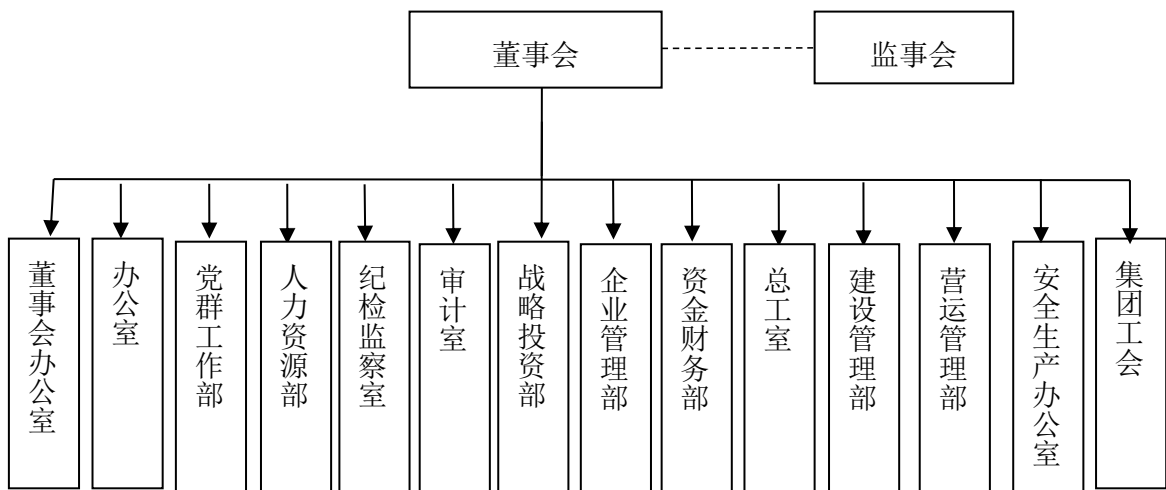 董事会
监事会
董事会办公室
办公室
党群工作部
人力资源部
纪检监察室
审计室
战略投资部
企业管理部
资金财务部
总工室
建设管理部
营运管理部
安全生产办公室
集团工会